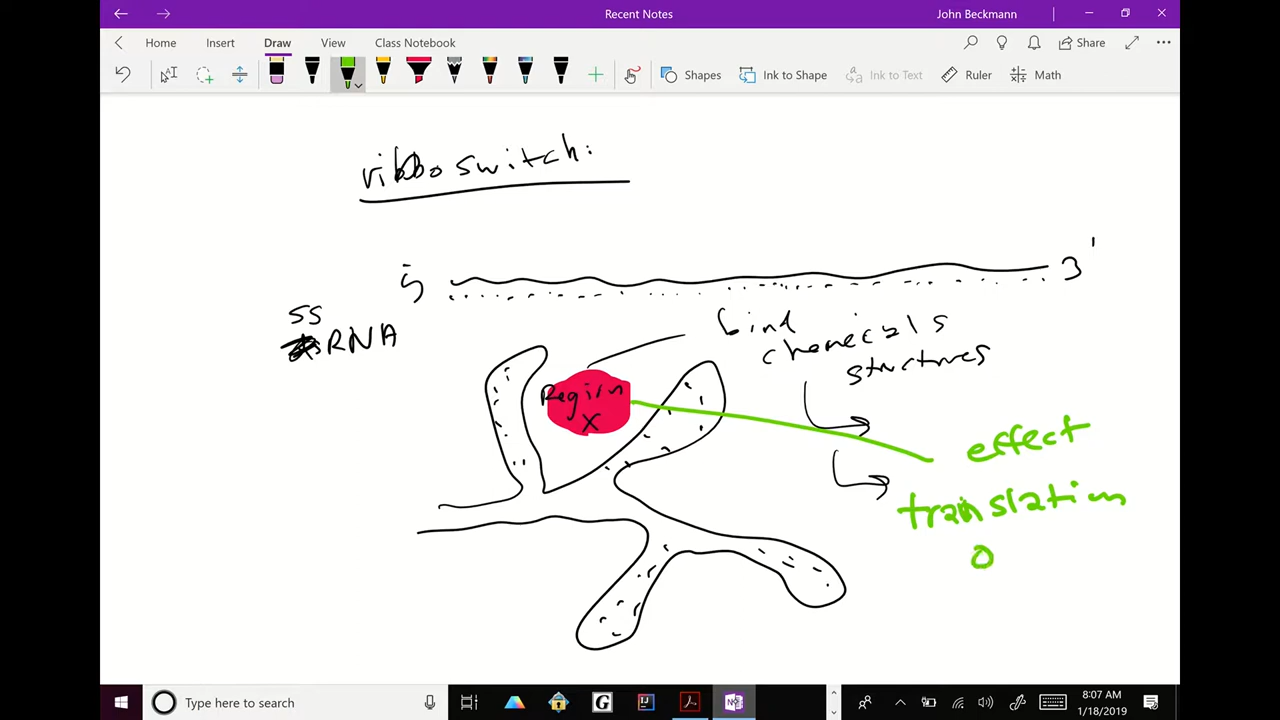 Recent Notes
John Beckmann
Home Insert Draw View Class Notebook
Share
Shapes Ink to Shape Ink to Text Ruler Math
riboswitch:
5' 3'
ss
RNA
bind
chemicals
structures
Region
X
effect
translation
o
Type here to search
8:07 AM
1/18/2019